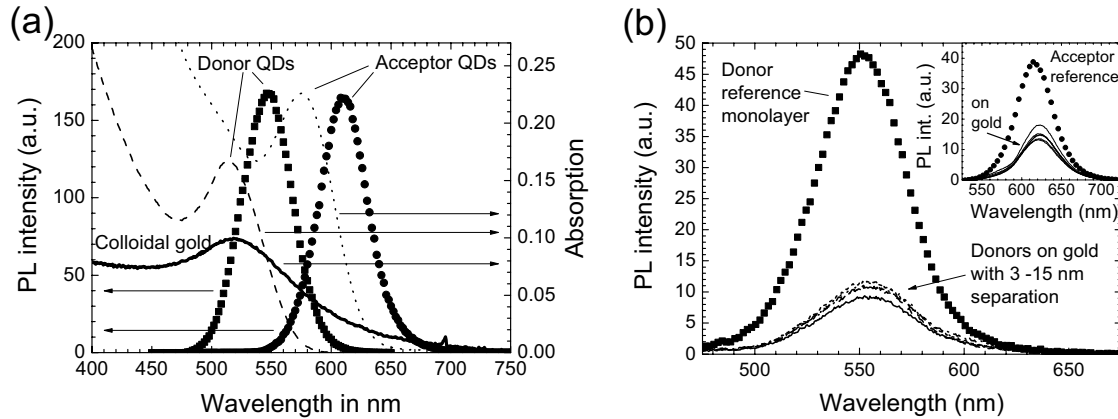 (a)
200
150
100
50
0
PL intensity (a.u.)
400 450 500 550 600 650 700 750
Wavelength in nm
0.25
0.20
0.15
0.10
0.05
0.00
Absorption
Donor QDs
Acceptor QDs
Colloidal gold
(b)
50
45
40
35
30
25
20
15
10
5
0
PL intensity (a.u.)
500 550 600 650
Wavelength (nm)
Donor
reference
monolayer
Donors on gold
with 3 -15 nm
separation
40
30
20
10
0
PL int. (a.u.)
550 600 650 700
Wavelength (nm)
Acceptor
reference
on
gold